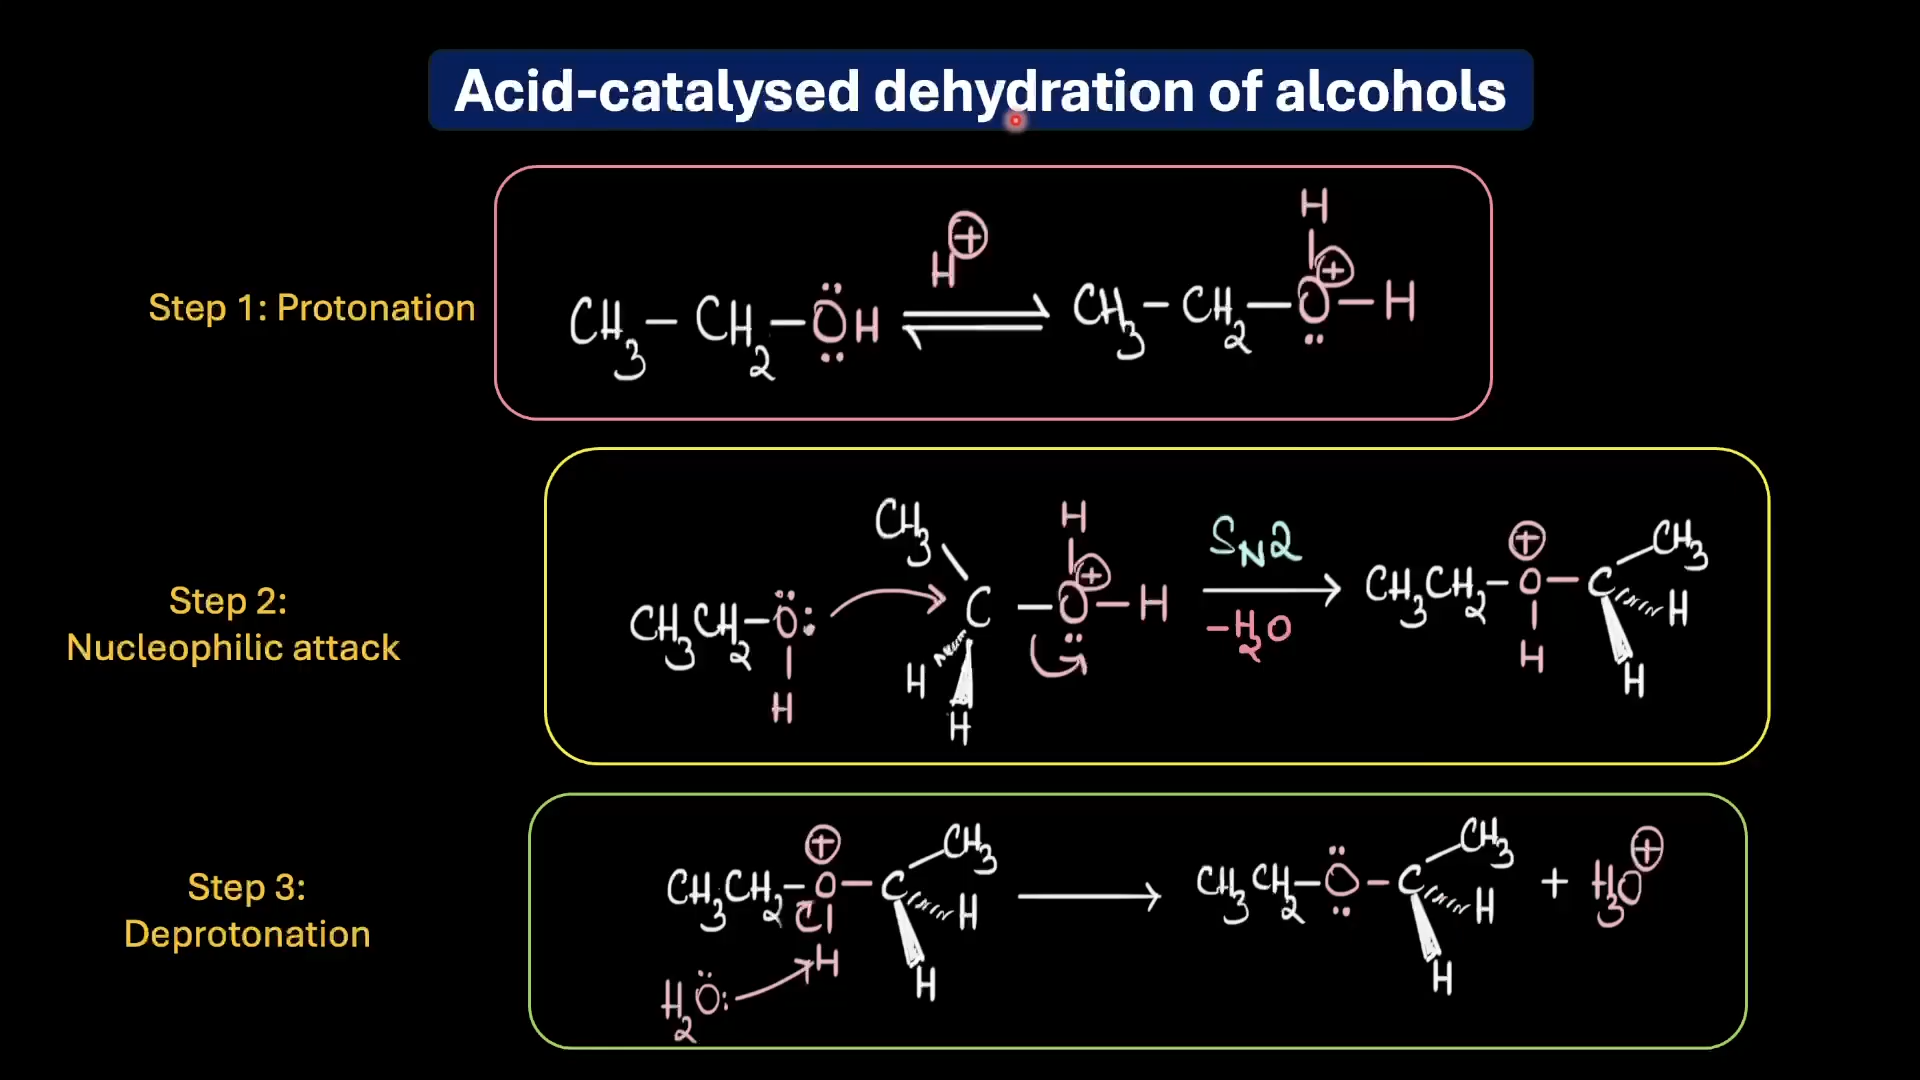 Acid-catalysed dehydration of alcohols
Step 1: Protonation
CH₃ – CH₂ – ÖH
H⊕
CH₃ – CH₂ – O – H
H
⊕
Step 2:
Nucleophilic attack
CH₃CH₂ – Ö:
H
CH₃
C – O – H
H
⊕
H
H
SN2
–H₂O
CH₃CH₂ – O – C
⊕
H
CH₃
H
H
Step 3:
Deprotonation
CH₃CH₂ – O – C
⊕
H
CH₃
H
H
H₂Ö:
CH₃CH₂ – Ö – C
CH₃
H
H
+ H₃O⊕